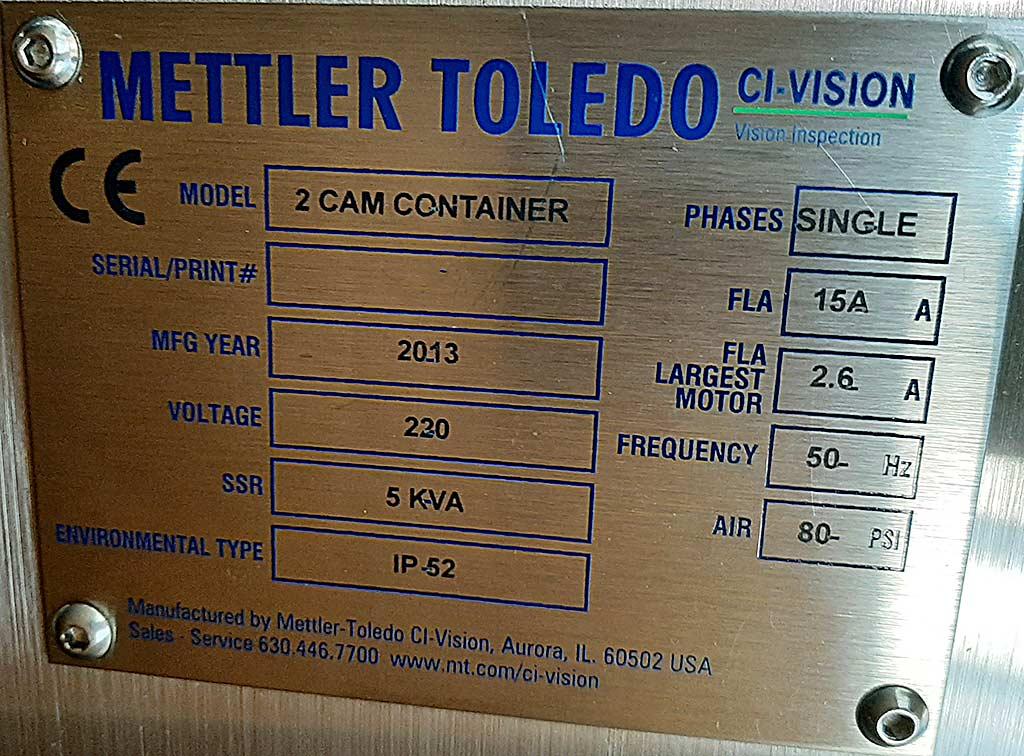 METTLER TOLEDO CI-VISION
Vision Inspection
CE
MODEL 2 CAM CONTAINER
SERIAL/PRINT# -
MFG YEAR 2013
VOLTAGE 220
SSR 5 KVA
ENVIRONMENTAL TYPE IP-52
PHASES SINGLE
FLA 15A A
FLA
LARGEST
MOTOR 2.6 A
FREQUENCY 50- Hz
AIR 80- PSI
Manufactured by Mettler-Toledo CI-Vision, Aurora, IL. 60502 USA
Sales - Service 630.446.7700 www.mt.com/ci-vision